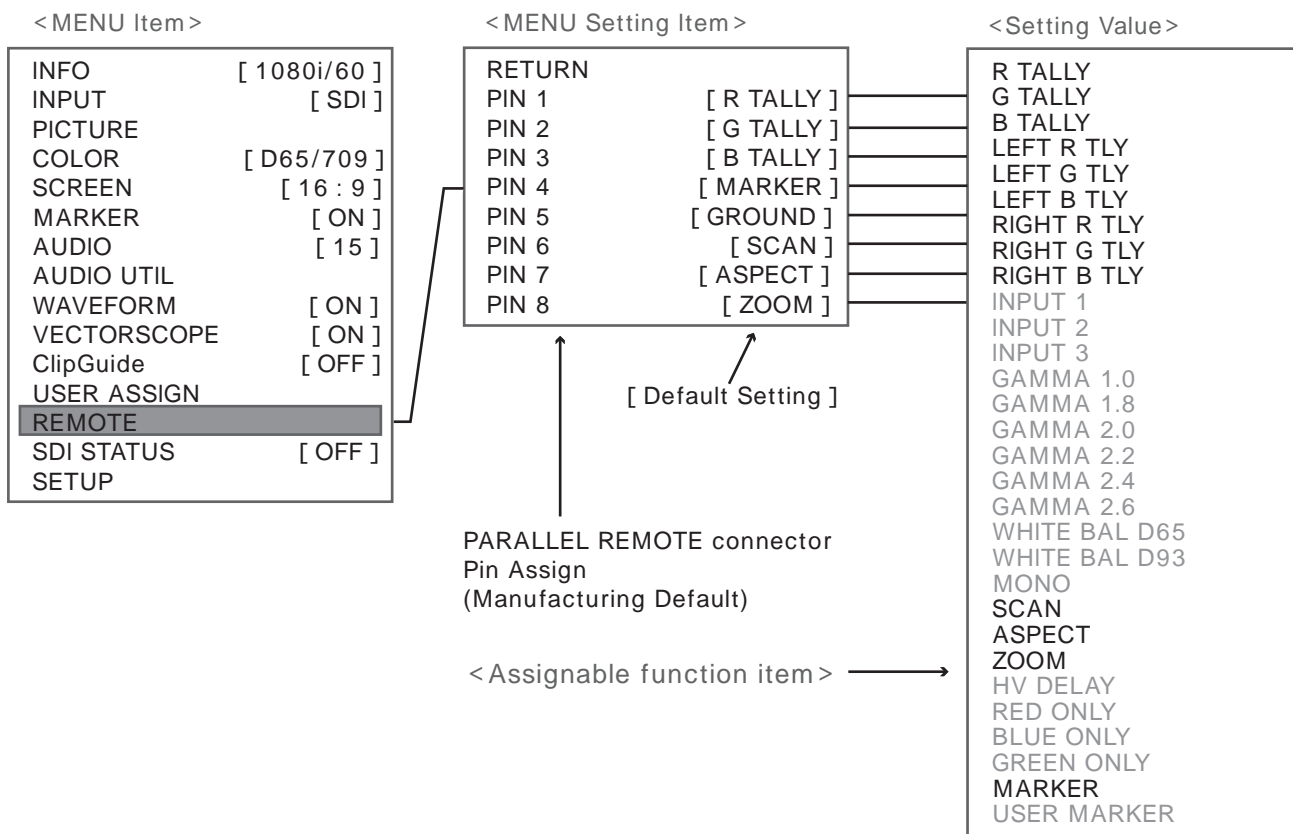 <MENU Item>
INFO [ 1080i/60 ]
INPUT [ SDI ]
PICTURE
COLOR [ D65/709 ]
SCREEN [ 16 : 9 ]
MARKER [ ON ]
AUDIO [ 15 ]
AUDIO UTIL
WAVEFORM [ ON ]
VECTORSCOPE [ ON ]
ClipGuide [ OFF ]
USER ASSIGN
REMOTE
SDI STATUS [ OFF ]
SETUP
<MENU Setting Item>
RETURN
PIN 1 [ R TALLY ]
PIN 2 [ G TALLY ]
PIN 3 [ B TALLY ]
PIN 4 [ MARKER ]
PIN 5 [ GROUND ]
PIN 6 [ SCAN ]
PIN 7 [ ASPECT ]
PIN 8 [ ZOOM ]
[ Default Setting ]
PARALLEL REMOTE connector
Pin Assign
(Manufacturing Default)
<Assignable function item>
<Setting Value>
R TALLY
G TALLY
B TALLY
LEFT R TLY
LEFT G TLY
LEFT B TLY
RIGHT R TLY
RIGHT G TLY
RIGHT B TLY
INPUT 1
INPUT 2
INPUT 3
GAMMA 1.0
GAMMA 1.8
GAMMA 2.0
GAMMA 2.2
GAMMA 2.4
GAMMA 2.6
WHITE BAL D65
WHITE BAL D93
MONO
SCAN
ASPECT
ZOOM
HV DELAY
RED ONLY
BLUE ONLY
GREEN ONLY
MARKER
USER MARKER